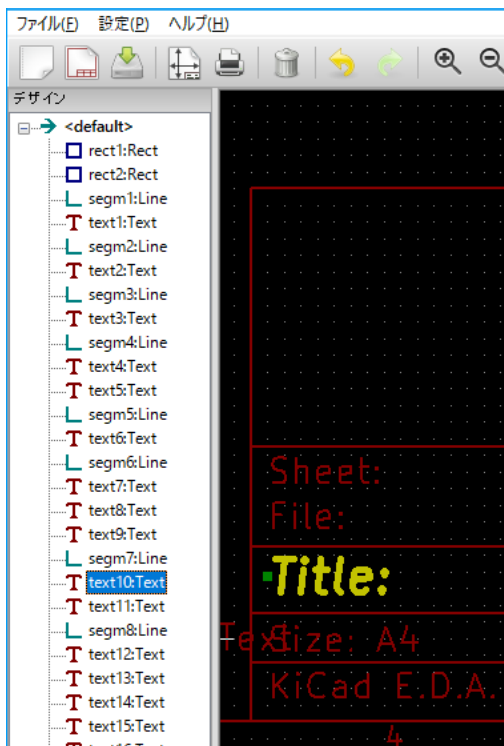 ファイル(F) 設定(P) ヘルプ(H)
デザイン
<default>
rect1:Rect
rect2:Rect
segm1:Line
text1:Text
segm2:Line
text2:Text
segm3:Line
text3:Text
segm4:Line
text4:Text
text5:Text
segm5:Line
text6:Text
segm6:Line
text7:Text
text8:Text
text9:Text
segm7:Line
text10:Text
text11:Text
segm8:Line
text12:Text
text13:Text
text14:Text
text15:Text
Sheet:
File:
Title:
Text
Size: A4
KiCad E.D.A.
4